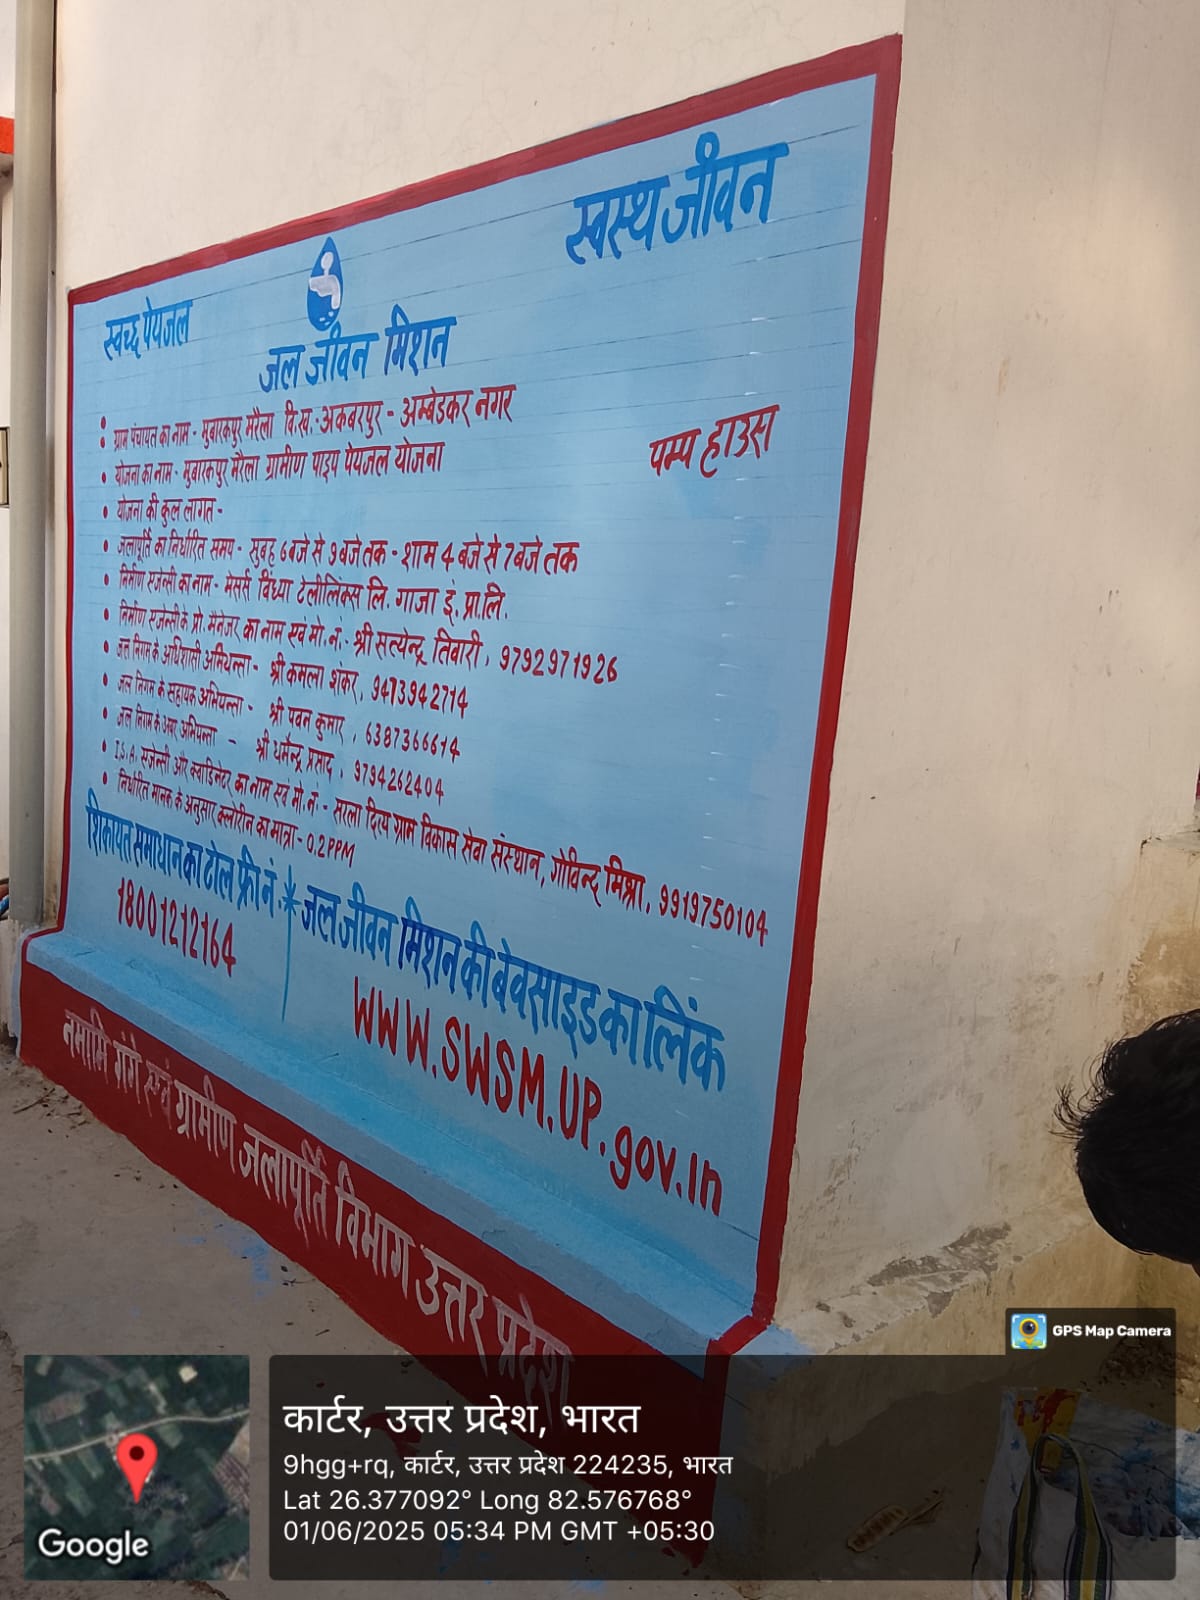 स्वच्छ पेयजल
स्वस्थ जीवन
जल जीवन मिशन
ग्राम पंचायत का नाम - मुबारकपुर मरैला वि.ख.-अकबरपुर - अम्बेडकर नगर
योजना का नाम - मुबारकपुर मरैला ग्रामीण पाइप पेयजल योजना
पम्प हाउस
योजना की कुल लागत -
जलापूर्ति का निर्धारित समय - सुबह 6 बजे से 9 बजे तक - शाम 4 बजे से 7 बजे तक
निर्माण एजेन्सी का नाम - मेसर्स विंध्या टेलीलिंक्स लि. गाजा इं. प्रा.लि.
निर्माण एजेन्सी के प्रो. मैनेजर का नाम एवं मो. नं.- श्री सत्येन्द्र तिवारी, 9792971926
जल निगम के अधिशासी अभियन्ता - श्री कमला शंकर, 9473942714
जल निगम के सहायक अभियन्ता - श्री पवन कुमार, 6387366614
जल निगम के अवर अभियन्ता - श्री धर्मेन्द्र प्रसाद, 9794262404
I.S.A. एजेन्सी और क्वाडिनेटर का नाम एवं मो. नं.- सरला दित्य ग्राम विकास सेवा संस्थान, गोविन्द मिश्रा, 9919750104
निर्धारित मानक के अनुसार क्लोरीन का मात्रा - 0.2 PPM
शिकायत समाधान का टोल फ्री नं.
18001212164
* जल जीवन मिशन की बेवसाइड का लिंक
WWW.SWSM.UP.gov.in
नमामि गंगे एवं ग्रामीण जलापूर्ति विभाग उत्तर प्रदेश
GPS Map Camera
कार्टर, उत्तर प्रदेश, भारत
9hgg+rq, कार्टर, उत्तर प्रदेश 224235, भारत
Lat 26.377092° Long 82.576768°
01/06/2025 05:34 PM GMT +05:30
Google